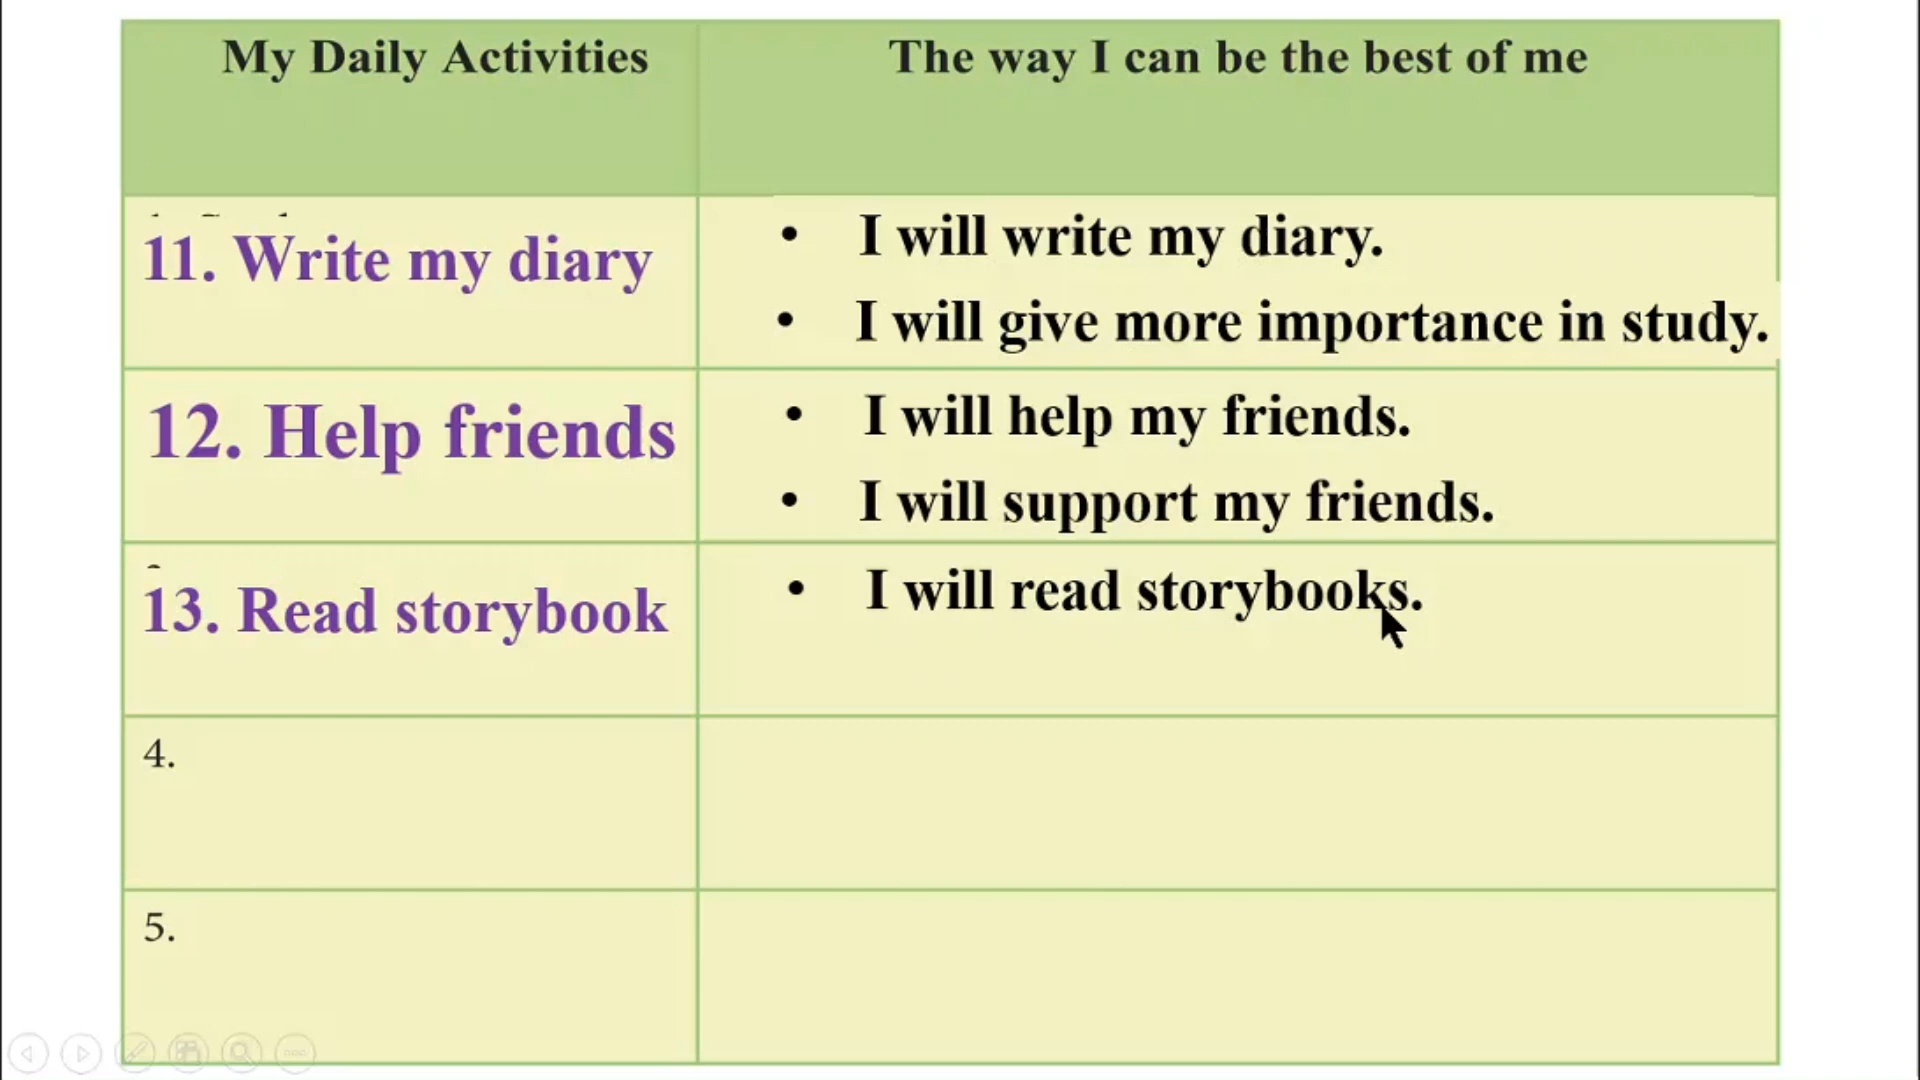 My Daily Activities
The way I can be the best of me
11. Write my diary
• I will write my diary.
• I will give more importance in study.
12. Help friends
• I will help my friends.
• I will support my friends.
13. Read storybook
• I will read storybooks.
4.
5.